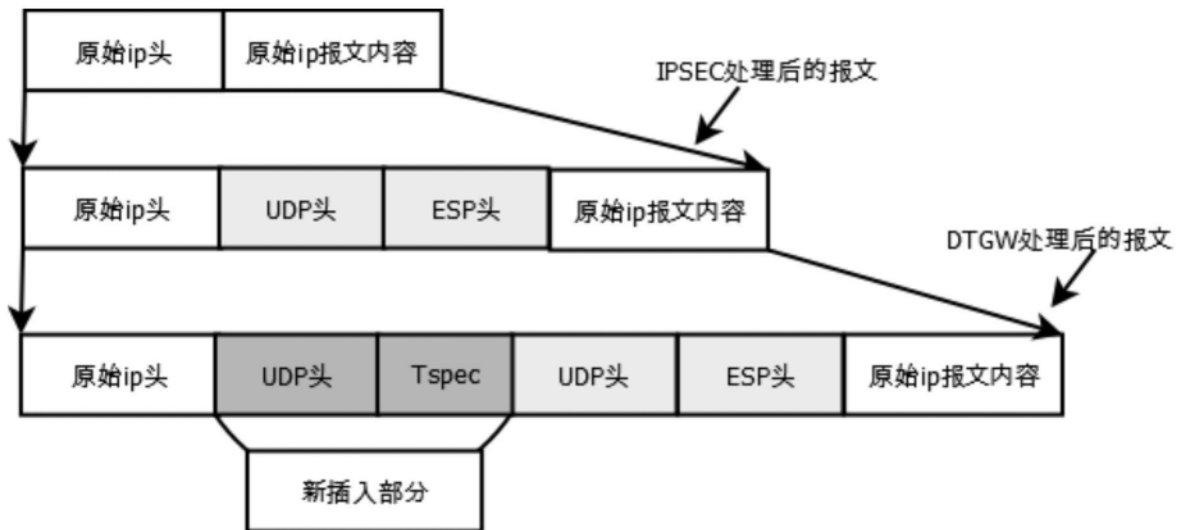 原始ip头
原始ip报文内容
IPSEC处理后的报文
原始ip头
UDP头
ESP头
原始ip报文内容
DTGW处理后的报文
原始ip头
UDP头
Tspec
UDP头
ESP头
原始ip报文内容
新插入部分